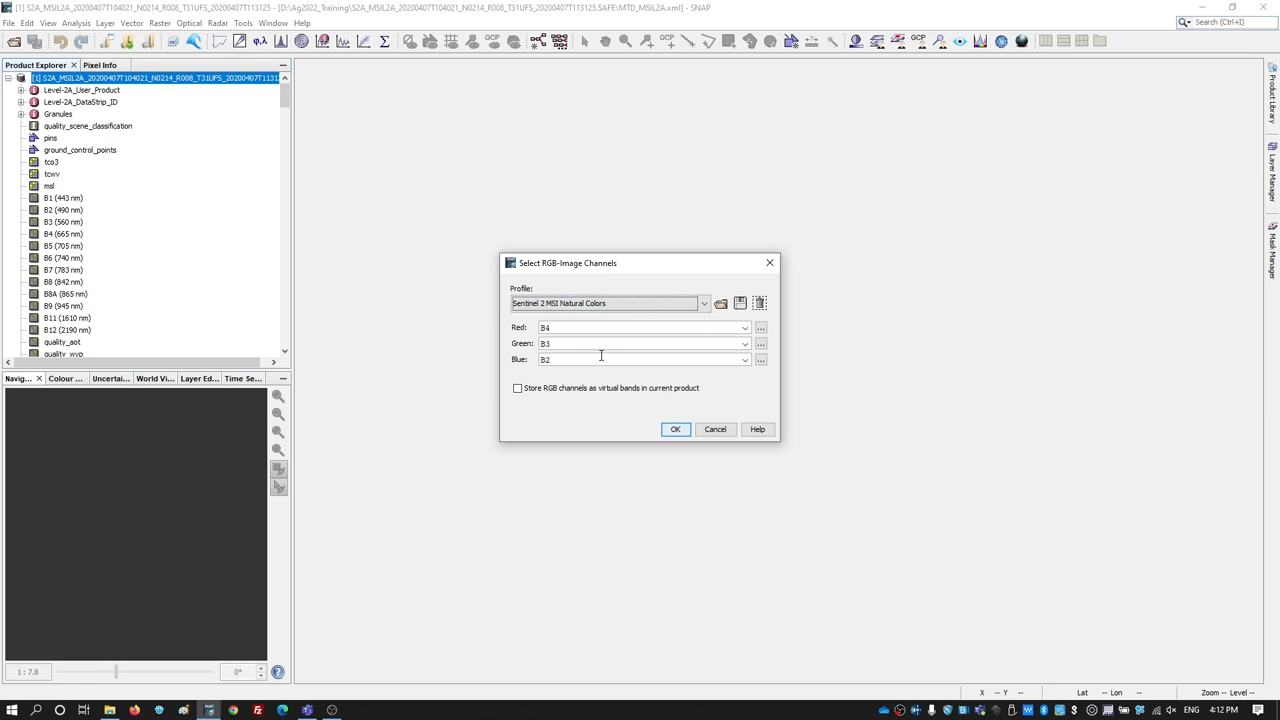 [1] S2A_MSIL2A_20200407T104021_N0214_R008_T31UFS_20200407T113125 - [D:\Ag2022_Training\S2A_MSIL2A_20200407T104021_N0214_R008_T31UFS_20200407T113125.SAFE\MTD_MSIL2A.xml] - SNAP
File Edit View Analysis Layer Vector Raster Optical Radar Tools Window Help
Search (Ctrl+I)
GCP GCP
Product Explorer Pixel Info
[1] S2A_MSIL2A_20200407T104021_N0214_R008_T31UFS_20200407T11312
Level-2A_User_Product
Level-2A_DataStrip_ID
Granules
quality_scene_classification
pins
ground_control_points
tco3
tcwv
msl
B1 (443 nm)
B2 (490 nm)
B3 (560 nm)
B4 (665 nm)
B5 (705 nm)
B6 (740 nm)
B7 (783 nm)
B8 (842 nm)
B8A (865 nm)
B9 (945 nm)
B11 (1610 nm)
B12 (2190 nm)
quality_aot
quality_wvp
Product Library
Layer Manager
Mask Manager
Select RGB-Image Channels
Profile:
Sentinel 2 MSI Natural Colors
Red: B4 ...
Green: B3 ...
Blue: B2 ...
Store RGB channels as virtual bands in current product
OK Cancel Help
Navig... Colour ... Uncertai... World Vi... Layer Ed... Time Se...
1 : 7.8 0°
X -- Y -- Lat -- Lon -- Zoom -- Level --
ENG 4:12 PM